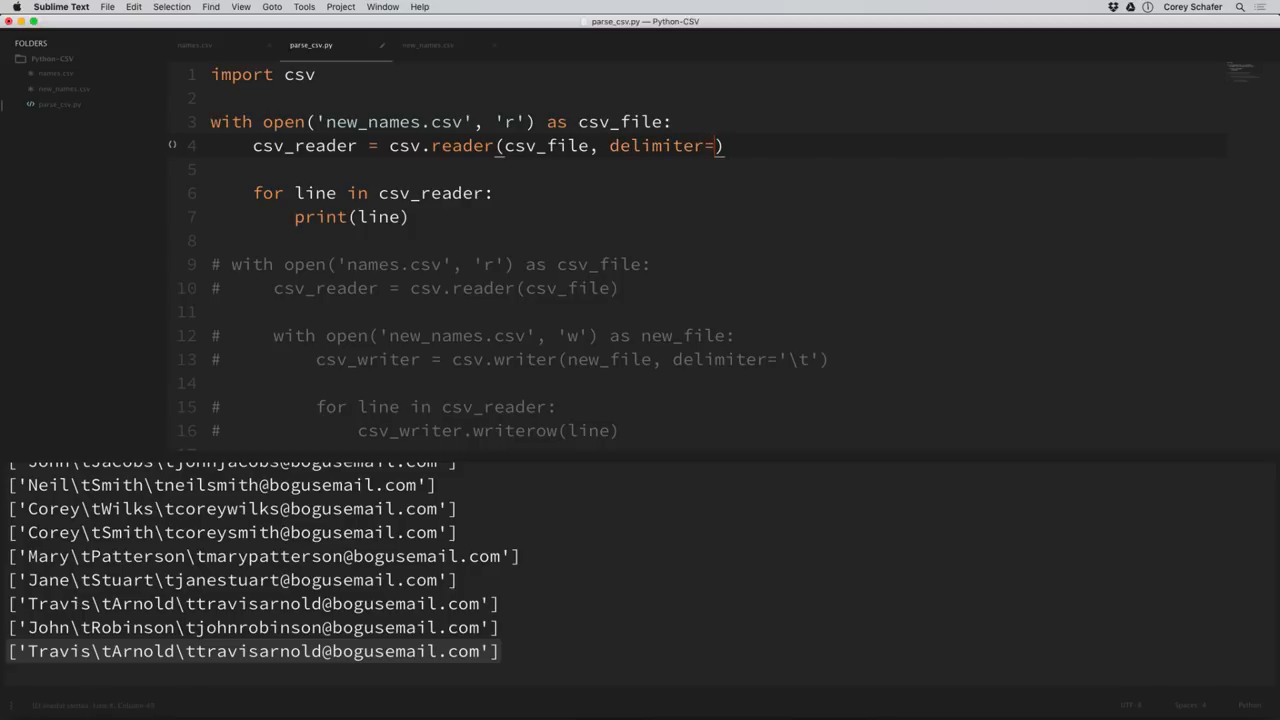 Sublime Text File Edit Selection Find View Goto Tools Project Window Help Corey Schafer
parse_csv.py — Python-CSV
FOLDERS
Python-CSV
names.csv
new_names.csv
parse_csv.py
names.csv parse_csv.py new_names.csv
1 import csv
2
3 with open('new_names.csv', 'r') as csv_file:
4     csv_reader = csv.reader(csv_file, delimiter=)
5
6     for line in csv_reader:
7         print(line)
8
9 # with open('names.csv', 'r') as csv_file:
10 #     csv_reader = csv.reader(csv_file)
11
12 #     with open('new_names.csv', 'w') as new_file:
13 #         csv_writer = csv.writer(new_file, delimiter='\t')
14
15 #         for line in csv_reader:
16 #             csv_writer.writerow(line)
['John\tJacobs\tjohnjacobs@bogusemail.com']
['Neil\tSmith\tneilsmith@bogusemail.com']
['Corey\tWilks\tcoreywilks@bogusemail.com']
['Corey\tSmith\tcoreysmith@bogusemail.com']
['Mary\tPatterson\tmarypatterson@bogusemail.com']
['Jane\tStuart\tjanestuart@bogusemail.com']
['Travis\tArnold\ttravisarnold@bogusemail.com']
['John\tRobinson\tjohnrobinson@bogusemail.com']
['Travis\tArnold\ttravisarnold@bogusemail.com']
UTF-8 Spaces: 4 Python